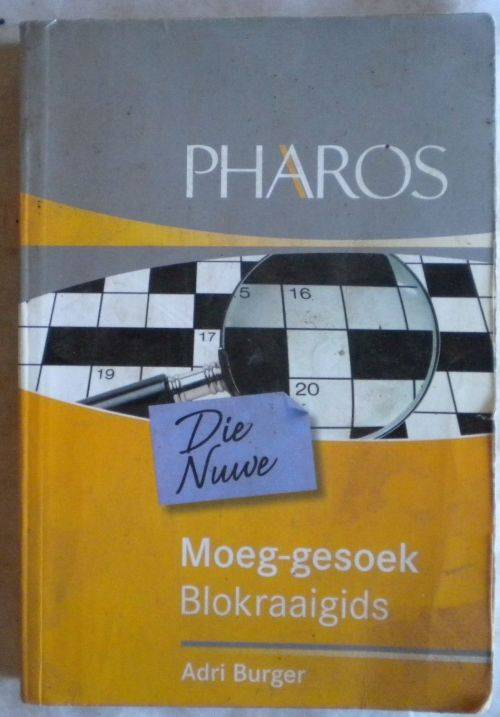 PHAROS
5 16
17
19
20
Die
Nuwe
Moeg-gesoek
Blokraaigids
Adri Burger